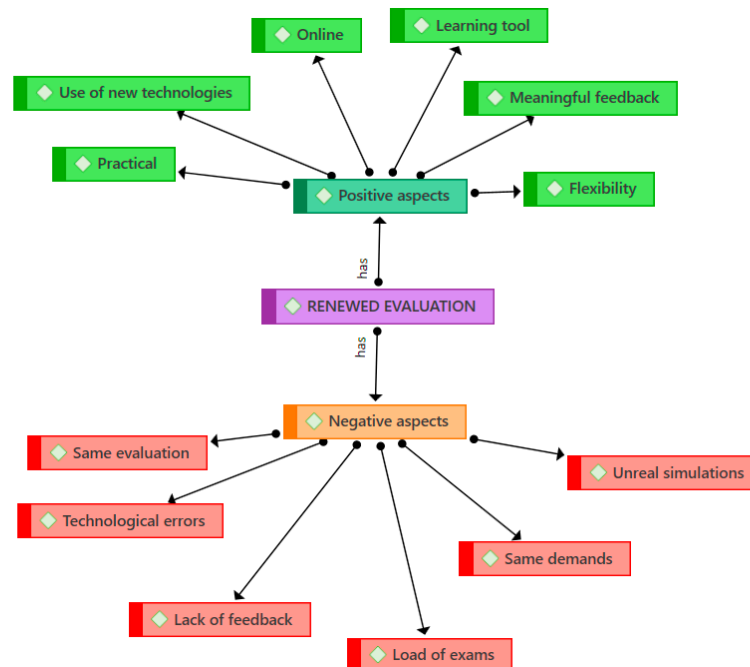 Online
Learning tool
Use of new technologies
Meaningful feedback
Practical
Positive aspects
Flexibility
has
RENEWED EVALUATION
has
Negative aspects
Same evaluation
Unreal simulations
Technological errors
Same demands
Lack of feedback
Load of exams